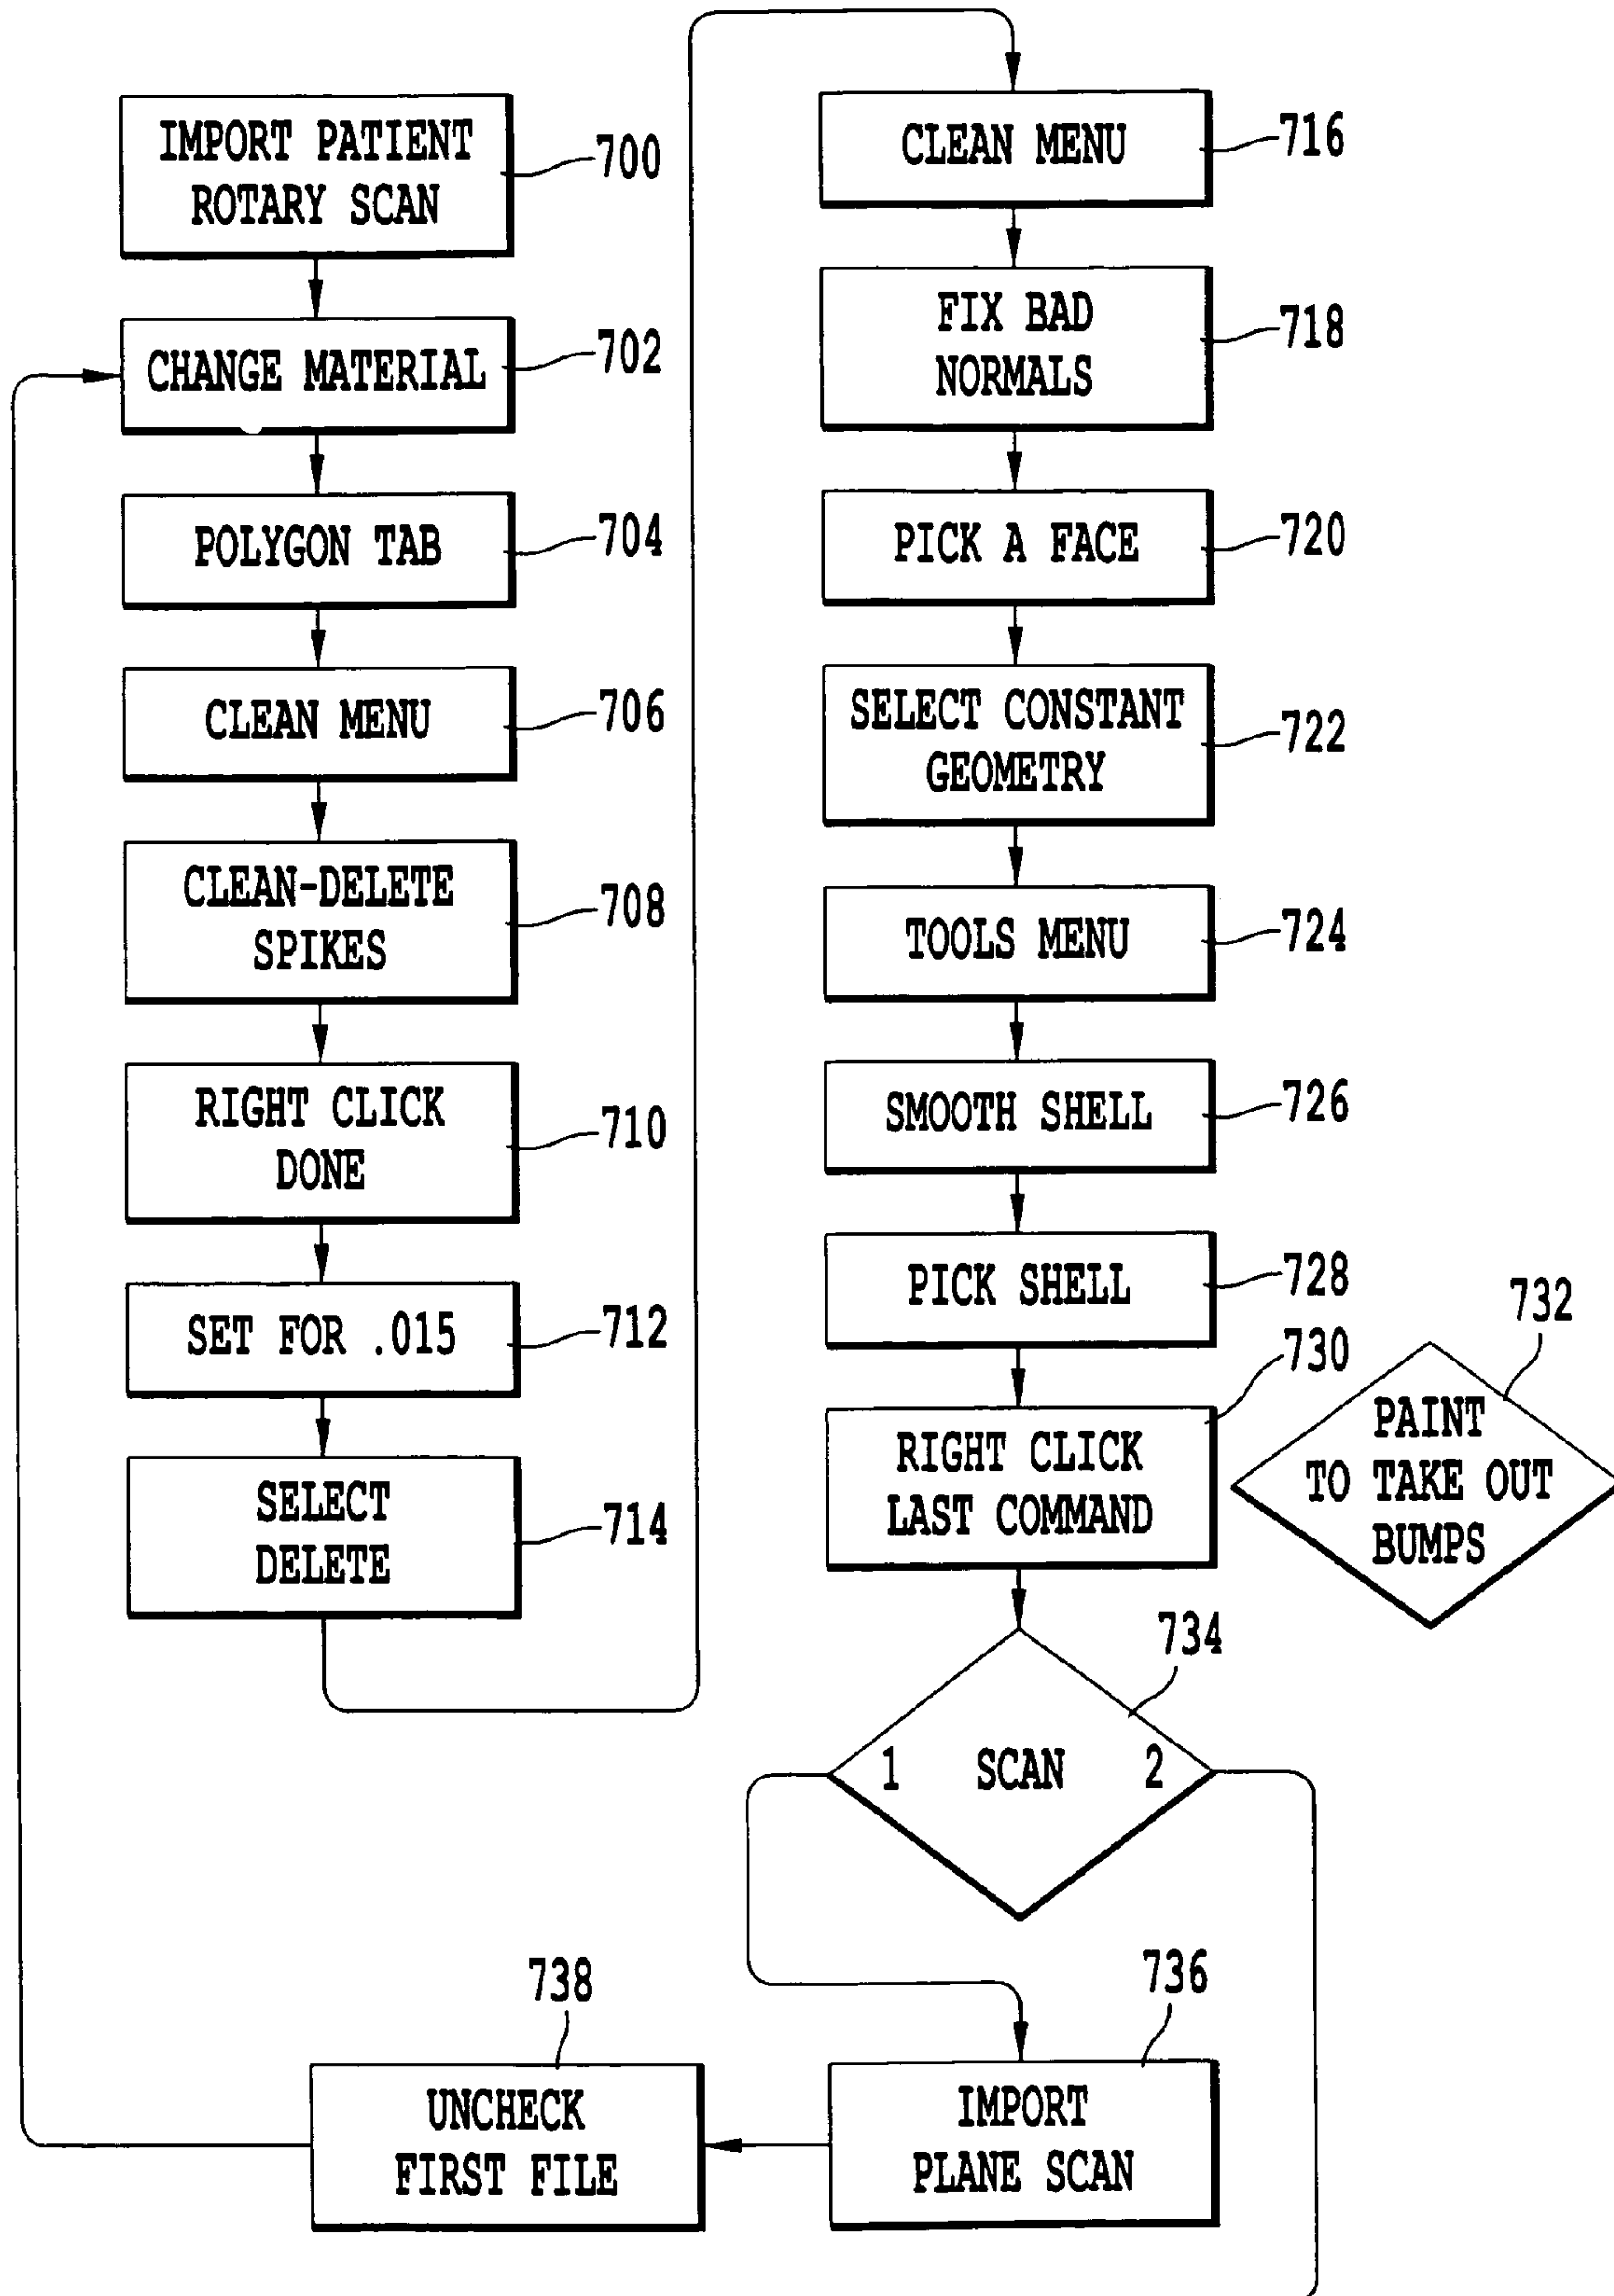 IMPORT PATIENT
ROTARY SCAN
700
CHANGE MATERIAL
702
POLYGON TAB
704
CLEAN MENU
706
CLEAN-DELETE
SPIKES
708
RIGHT CLICK
DONE
710
SET FOR .015
712
SELECT
DELETE
714
CLEAN MENU
716
FIX BAD
NORMALS
718
PICK A FACE
720
SELECT CONSTANT
GEOMETRY
722
TOOLS MENU
724
SMOOTH SHELL
726
PICK SHELL
728
RIGHT CLICK
LAST COMMAND
730
PAINT
TO TAKE OUT
BUMPS
732
1 SCAN 2
734
IMPORT
PLANE SCAN
736
UNCHECK
FIRST FILE
738